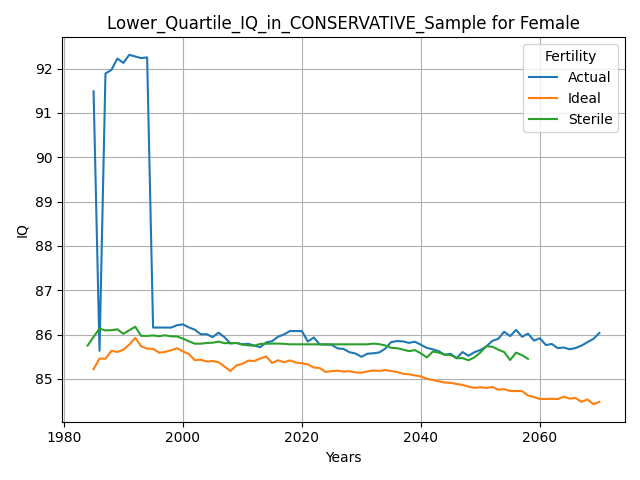 Lower_Quartile_IQ_in_CONSERVATIVE_Sample for Female
Fertility
Actual
Ideal
Sterile
IQ
92
91
90
89
88
87
86
85
1980
2000
2020
2040
2060
Years